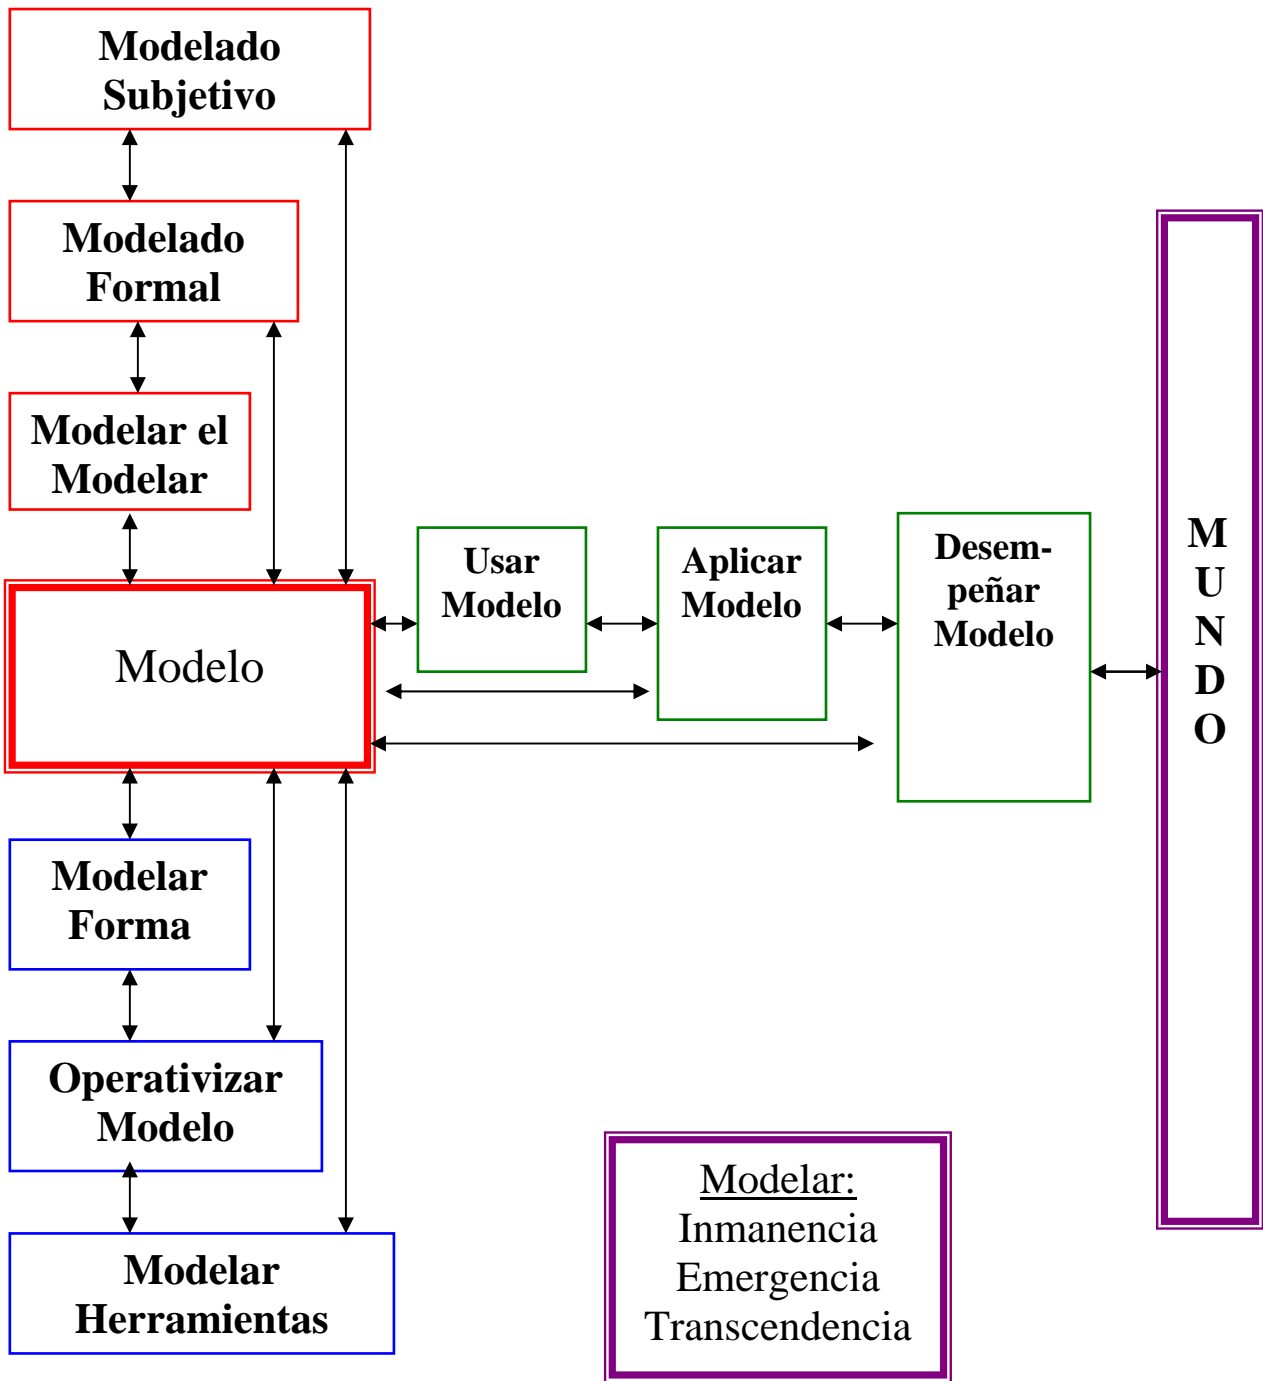 Modelado
Subjetivo
Modelado
Formal
Modelar el
Modelar
Modelo
Usar
Modelo
Aplicar
Modelo
Desem-
peñar
Modelo
M
U
N
D
O
Modelar
Forma
Operativizar
Modelo
Modelar
Herramientas
Modelar:
Inmanencia
Emergencia
Transcendencia